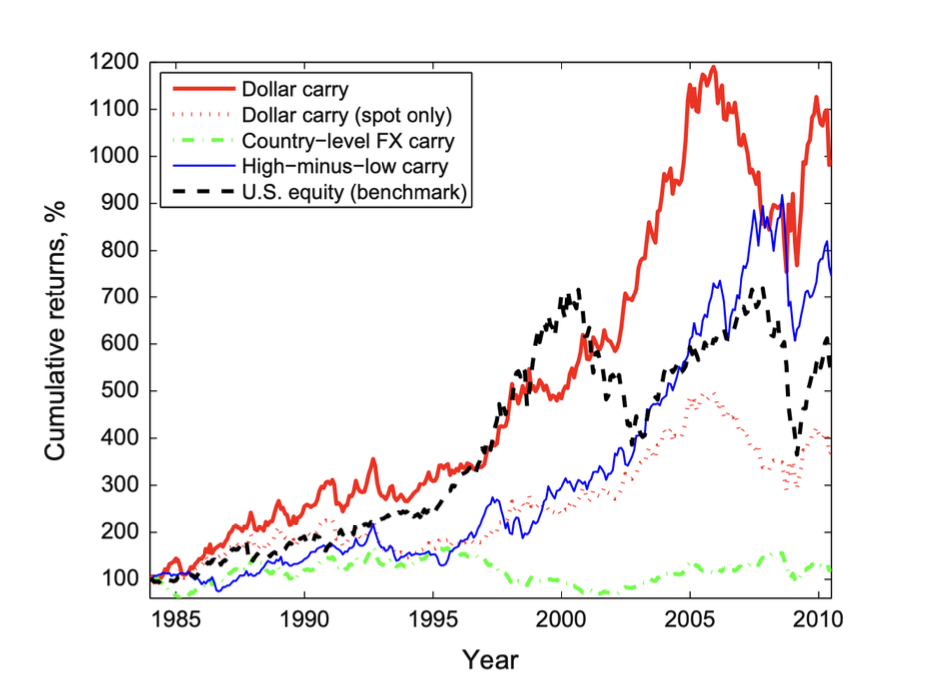 1200
1100
1000
900
800
700
600
500
400
300
200
100
Cumulative returns, %
Dollar carry
Dollar carry (spot only)
Country−level FX carry
High−minus−low carry
U.S. equity (benchmark)
1985 1990 1995 2000 2005 2010
Year